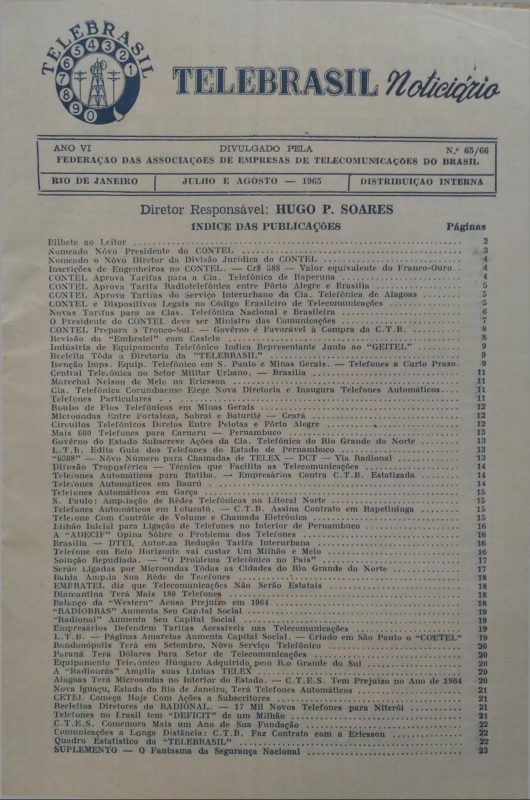 TELEBRASIL
1 2 3 4 5 6 7 8 9 0
TELEBRASIL Noticiário
ANO VI DIVULGADO PELA N.º 65/66
FEDERAÇÃO DAS ASSOCIAÇÕES DE EMPRESAS DE TELECOMUNICAÇÕES DO BRASIL
RIO DE JANEIRO JULHO E AGOSTO — 1965 DISTRIBUIÇÃO INTERNA
Diretor Responsável: HUGO P. SOARES
INDICE DAS PUBLICAÇÕES Páginas
Bilhete ao Leitor 2
Nomeado Nôvo Presidente do CONTEL 3
Nomeado o Nôvo Diretor da Divisão Jurídica do CONTEL 4
Inscrições de Engenheiros no CONTEL. — Cr$ 588 — Valor equivalente do Franco-Ouro 4
CONTEL Aprova Tarifas para a Cia. Telefônica de Itaperuna 4
CONTEL Aprova Tarifa Radiotelefônica entre Pôrto Alegre e Brasília 5
CONTEL Aprova Tarifas do Serviço Interurbano da Cia. Telefônica de Alagoas 5
CONTEL e Dispositivos Legais no Código Brasileiro de Telecomunicações 5
Novas Tarifas para as Cias. Telefônica Nacional e Brasileira 6
O Presidente do CONTEL deve ser Ministro das Comunicações 7
CONTEL Prepara o Tronco-Sul. — Govêrno é Favorável à Compra da C.T.B. 8
Revisão da "Embratel" com Castelo 8
Indústria de Equipamento Telefônico Indica Representante Junto ao "GEITEL" 9
Reeleita Tôda a Diretoria da "TELEBRASIL" 9
Isenção Imps. Equip. Telefônico em S. Paulo e Minas Gerais. — Telefones a Curto Prazo. 9
Central Telefônica no Setor Militar Urbano. — Brasília 11
Marechal Nelson de Melo na Ericsson 11
Cia. Telefônica Corumbaense Elege Nova Diretoria e Inaugura Telefones Automáticos 11
Telefones Particulares 11
Roubo de Fios Telefônicos em Minas Gerais 12
Microondas Entre Fortaleza, Sobral e Baturité — Ceará 12
Circuitos Telefônicos Diretos Entre Pelotas e Pôrto Alegre 12
Mais 600 Telefones para Caruaru — Pernambuco 13
Govêrno do Estado Subscreve Ações da Cia. Telefônica do Rio Grande do Norte 13
L.T.B. Edita Guia dos Telefones do Estado de Pernambuco 13
"6308" — Nôvo Número para Chamadas de TELEX — DCT — Via Radional 13
Difusão Troposférica — Técnica que Facilita as Telecomunicações 14
Telefones Automáticos para Itatiba. — Empresários Contra C.T.B. Estatizada 14
Telefones Automáticos em Bauru 14
Telefones Automáticos em Garça 15
S. Paulo: Ampliação de Rêdes Telefônicas no Litoral Norte 15
Telefones Automáticos em Botucatú. — C.T.B. Assina Contrato em Itapetininga 15
Telefone Com Contrôle de Volume e Chamada Eletrônica 15
Bilhão Inicial para Ligação de Telefones no Interior de Pernambuco 16
A "ADECIF" Opina Sôbre o Problema dos Telefones 16
Brasília — DTUI, Autoriza Redução Tarifa Interurbana 16
Telefone em Belo Horizonte vai custar Um Milhão e Meio 16
Solução Repudiada. — "O Problema Telefônico no País" 17
Serão Ligadas por Microondas Tôdas as Cidades do Rio Grande do Norte 17
Bahia Amplia Sua Rêde de Telefones 18
EMBRATEL diz que Telecomunicações Não Serão Estatais 18
Diamantina Terá Mais 180 Telefones 18
Balanço da "Western" Acusa Prejuízo em 1964 18
"RADIOBRÁS" Aumenta Seu Capital Social 19
"Radional" Aumenta Seu Capital Social 19
Empresários Defendem Tarifas Acessíveis nas Telecomunicações 19
L.T.B. — Páginas Amarelas Aumenta Capital Social. — Criado em São Paulo o "COETEL" 19
Rondonópolis Terá em Setembro, Nôvo Serviço Telefônico 20
Paraná Terá Dólares Para Setor de Telecomunicações 20
Equipamento Telefônico Húngaro Adquirido pelo Rio Grande do Sul 20
A "Radiobrás" Amplia suas Linhas TELEX 20
Alagoas Terá Microondas no Interior do Estado. — C.T.E.S. Tem Prejuízo no Ano de 1964 20
Nova Iguaçu, Estado do Rio de Janeiro, Terá Telefones Automáticos 21
CETEL Começa Hoje Com Ações a Subscritores 21
Reeleitos Diretores da RADIONAL. — 17 Mil Novos Telefones para Niterói 21
Telefones no Brasil tem "DEFICIT" de um Milhão 21
C.T.E.S. Comemora Mais um Ano de Sua Fundação 22
Comunicações a Longa Distância: C.T.B. Faz Contrato com a Ericsson 22
Quadro Estatístico da "TELEBRASIL" 22
SUPLEMENTO — O Fantasma da Segurança Nacional 23